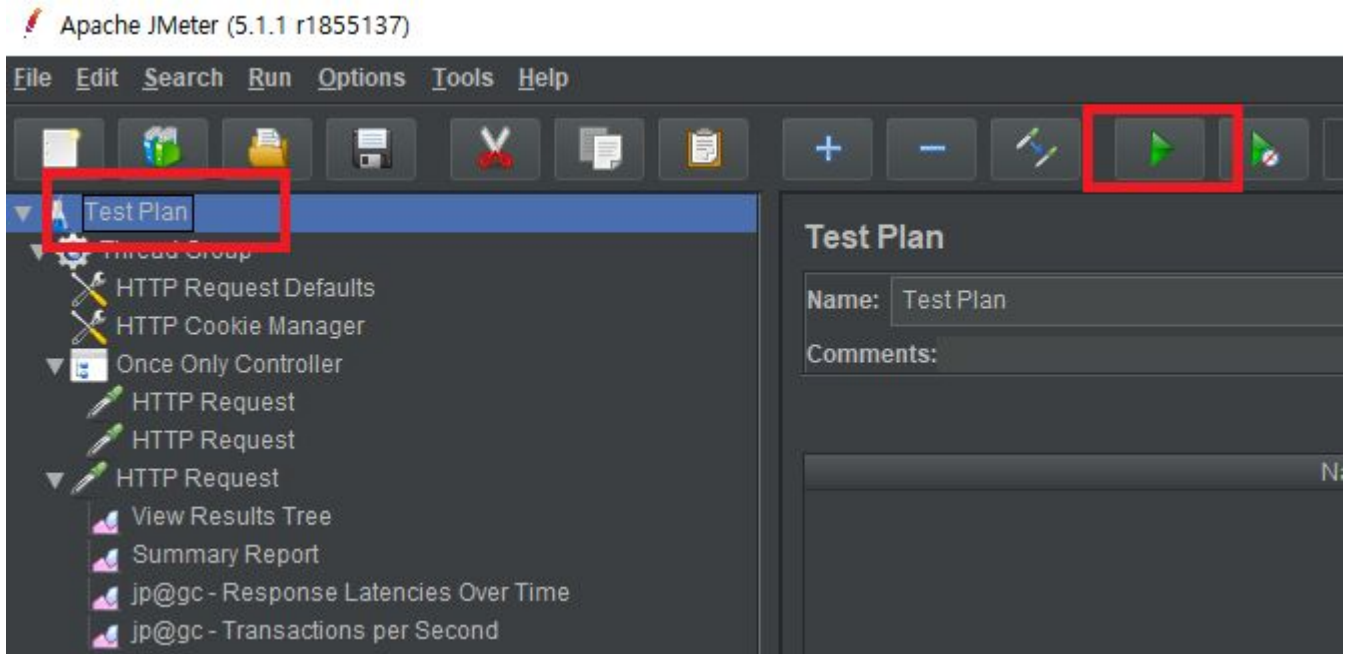 Apache JMeter (5.1.1 r1855137)
File Edit Search Run Options Tools Help
Test Plan
Thread Group
HTTP Request Defaults
HTTP Cookie Manager
Once Only Controller
HTTP Request
HTTP Request
HTTP Request
View Results Tree
Summary Report
jp@gc - Response Latencies Over Time
jp@gc - Transactions per Second
Test Plan
Name: Test Plan
Comments: